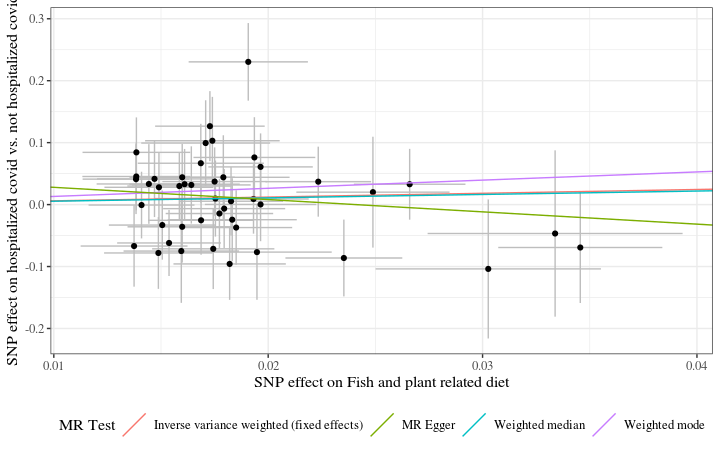 SNP effect on hospitalized covid vs. not hospitalized covid
0.3
0.2
0.1
0.0
-0.1
-0.2
0.01
0.02
0.03
0.04
SNP effect on Fish and plant related diet
MR Test
Inverse variance weighted (fixed effects)
MR Egger
Weighted median
Weighted mode